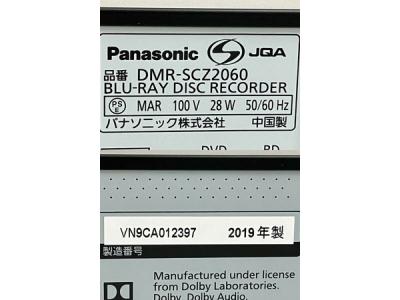 Panasonic JQA
品番 DMR-SCZ2060
BLU-RAY DISC RECORDER
PS E MAR 100 V 28 W 50/60 Hz
パナソニック株式会社 中国製
DVD BD
VN9CA012397 2019 年製
製造番号
Manufactured under license
from Dolby Laboratories.
Dolby, Dolby Audio,